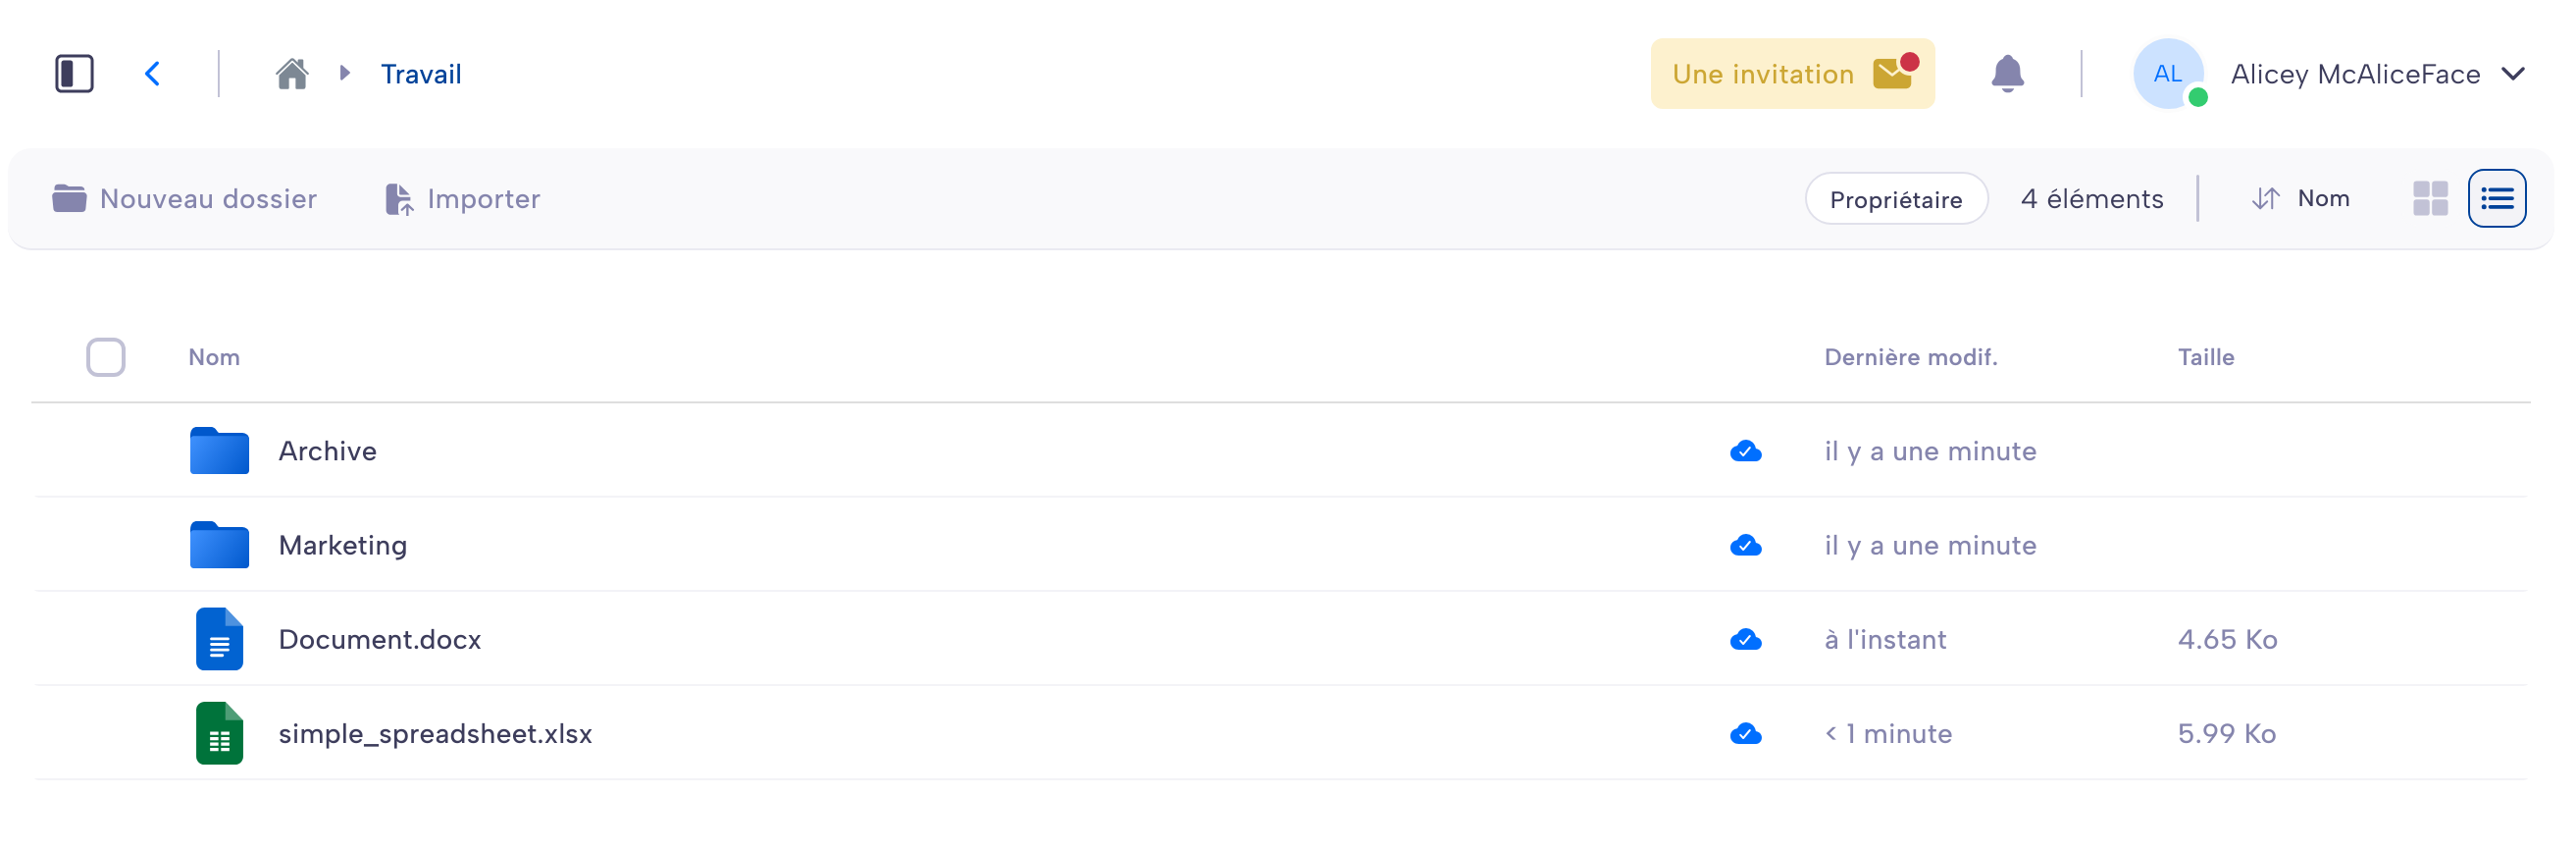 Travail
Une invitation
AL
Alicey McAliceFace
Nouveau dossier
Importer
Propriétaire
4 éléments
Nom
Nom
Dernière modif.
Taille
Archive
il y a une minute
Marketing
il y a une minute
Document.docx
à l'instant
4.65 Ko
simple_spreadsheet.xlsx
< 1 minute
5.99 Ko